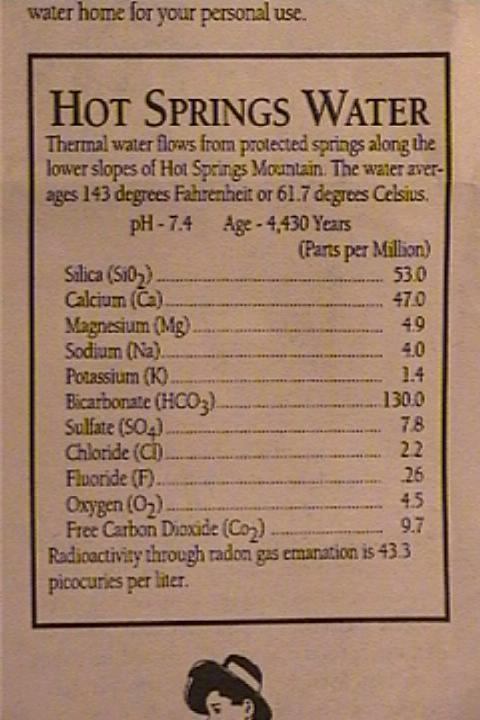 water home for your personal use.
HOT SPRINGS WATER
Thermal water flows from protected springs along the
lower slopes of Hot Springs Mountain. The water aver-
ages 143 degrees Fahrenheit or 61.7 degrees Celsius.
pH - 7.4 Age - 4,430 Years
(Parts per Million)
Silica (SiO2) 53.0
Calcium (Ca) 47.0
Magnesium (Mg) 4.9
Sodium (Na) 4.0
Potassium (K) 1.4
Bicarbonate (HCO3) 130.0
Sulfate (SO4) 7.8
Chloride (Cl) 2.2
Fluoride (F) .26
Oxygen (O2) 4.5
Free Carbon Dioxide (Co2) 9.7
Radioactivity through radon gas emanation is 43.3
picocuries per liter.